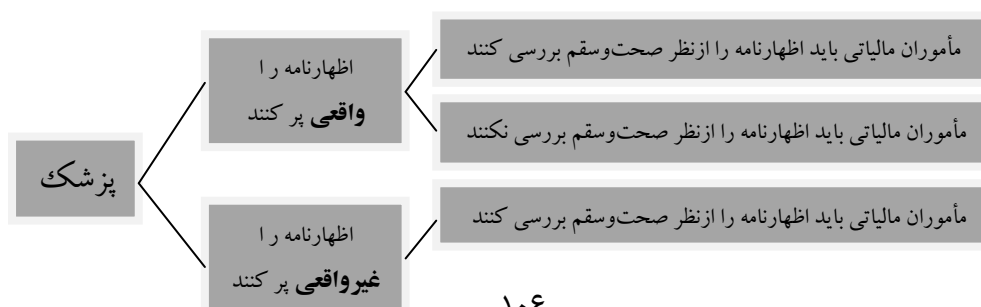 پزشک
اظهارنامه ر ا
واقعی پر کنند
مأموران مالیاتی باید اظهارنامه را ازنظر صحت‌وسقم بررسی کنند
مأموران مالیاتی باید اظهارنامه را ازنظر صحت‌وسقم بررسی نکنند
اظهارنامه ر ا
غیرواقعی پر کنند
مأموران مالیاتی باید اظهارنامه را ازنظر صحت‌وسقم بررسی کنند